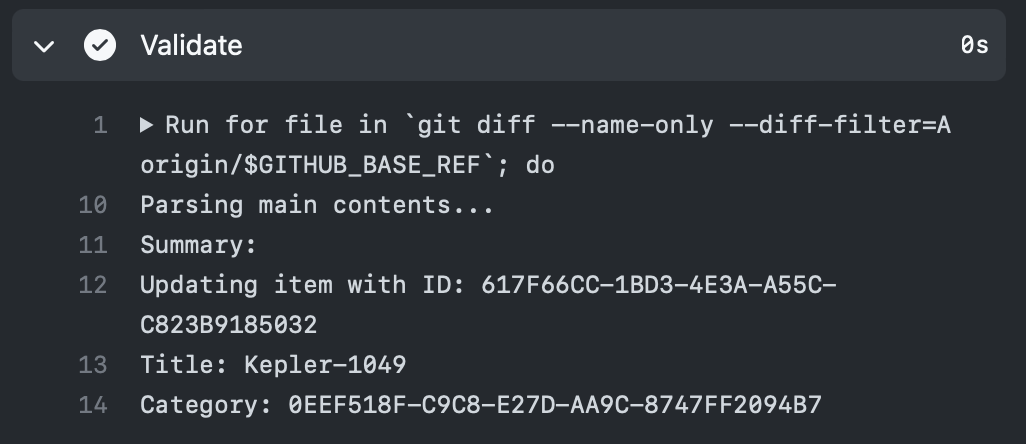 Validate 0s
1 Run for file in `git diff --name-only --diff-filter=A
origin/$GITHUB_BASE_REF`; do
10 Parsing main contents...
11 Summary:
12 Updating item with ID: 617F66CC-1BD3-4E3A-A55C-
C823B9185032
13 Title: Kepler-1049
14 Category: 0EEF518F-C9C8-E27D-AA9C-8747FF2094B7